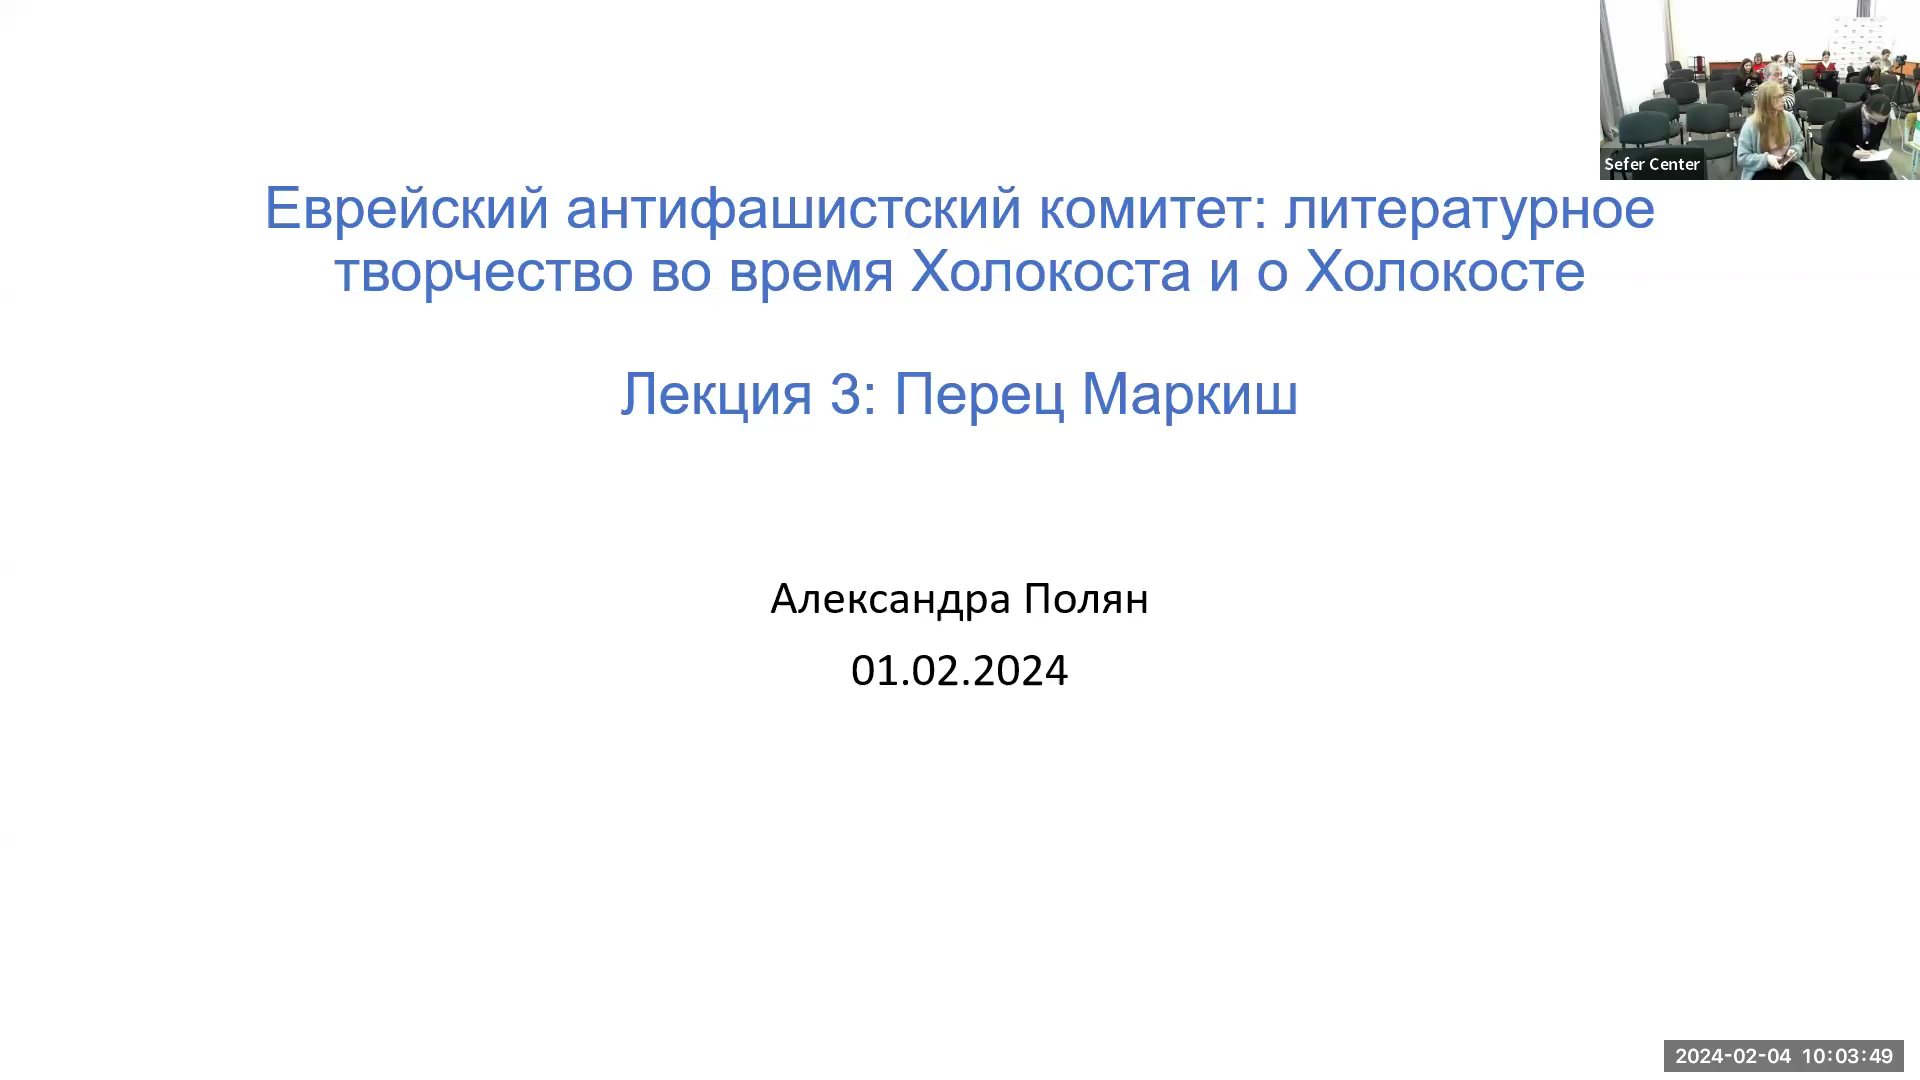 Sefer Center
Еврейский антифашистский комитет: литературное
творчество во время Холокоста и о Холокосте
Лекция 3: Перец Маркиш
Александра Полян
01.02.2024
2024-02-04 10:03:49